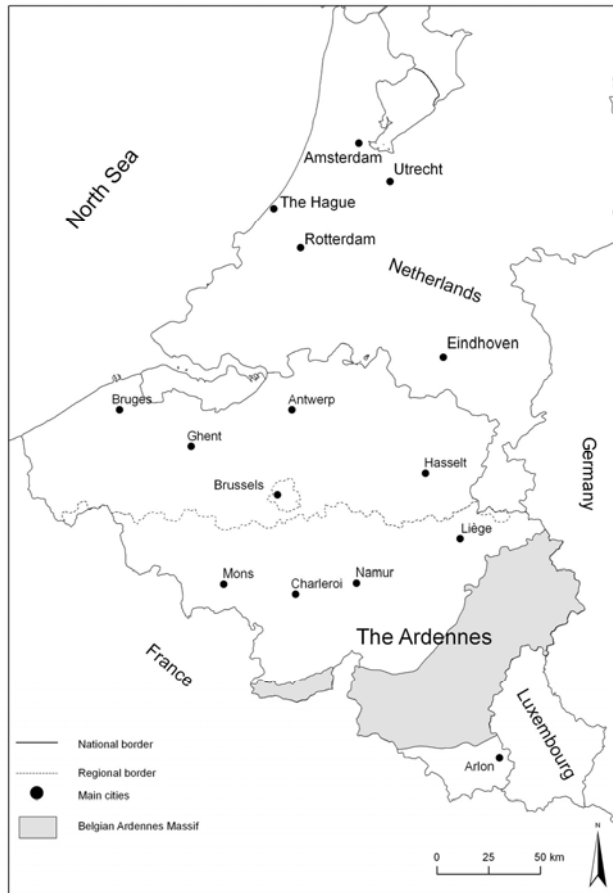 North Sea
Amsterdam
Utrecht
The Hague
Rotterdam
Netherlands
Eindhoven
Bruges
Antwerp
Ghent
Hasselt
Brussels
Germany
Liège
Mons
Charleroi
Namur
The Ardennes
France
Luxembourg
Arlon
National border
Regional border
Main cities
Belgian Ardennes Massif
N
0 25 50 km